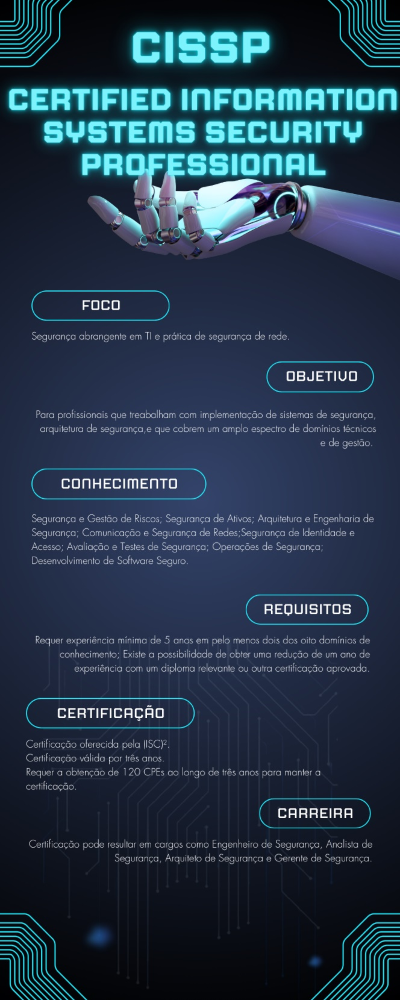 CISSP
CERTIFIED INFORMATION
SYSTEMS SECURITY
PROFESSIONAL
FOCO
Segurança abrangente em TI e prática de segurança de rede.
OBJETIVO
Para profissionais que treabalham com implementação de sistemas de segurança,
arquitetura de segurança,e que cobrem um amplo espectro de domínios técnicos
e de gestão.
CONHECIMENTO
Segurança e Gestão de Riscos; Segurança de Ativos; Arquitetura e Engenharia de
Segurança; Comunicação e Segurança de Redes;Segurança de Identidade e
Acesso; Avaliação e Testes de Segurança; Operações de Segurança;
Desenvolvimento de Software Seguro.
REQUISITOS
Requer experiência mínima de 5 anos em pelo menos dois dos oito domínios de
conhecimento; Existe a possibilidade de obter uma redução de um ano de
experiência com um diploma relevante ou outra certificação aprovada.
CERTIFICAÇÃO
Certificação oferecida pela (ISC)².
Certificação válida por três anos.
Requer a obtenção de 120 CPEs ao longo de três anos para manter a
certificação.
CARREIRA
Certificação pode resultar em cargos como Engenheiro de Segurança, Analista de
Segurança, Arquiteto de Segurança e Gerente de Segurança.